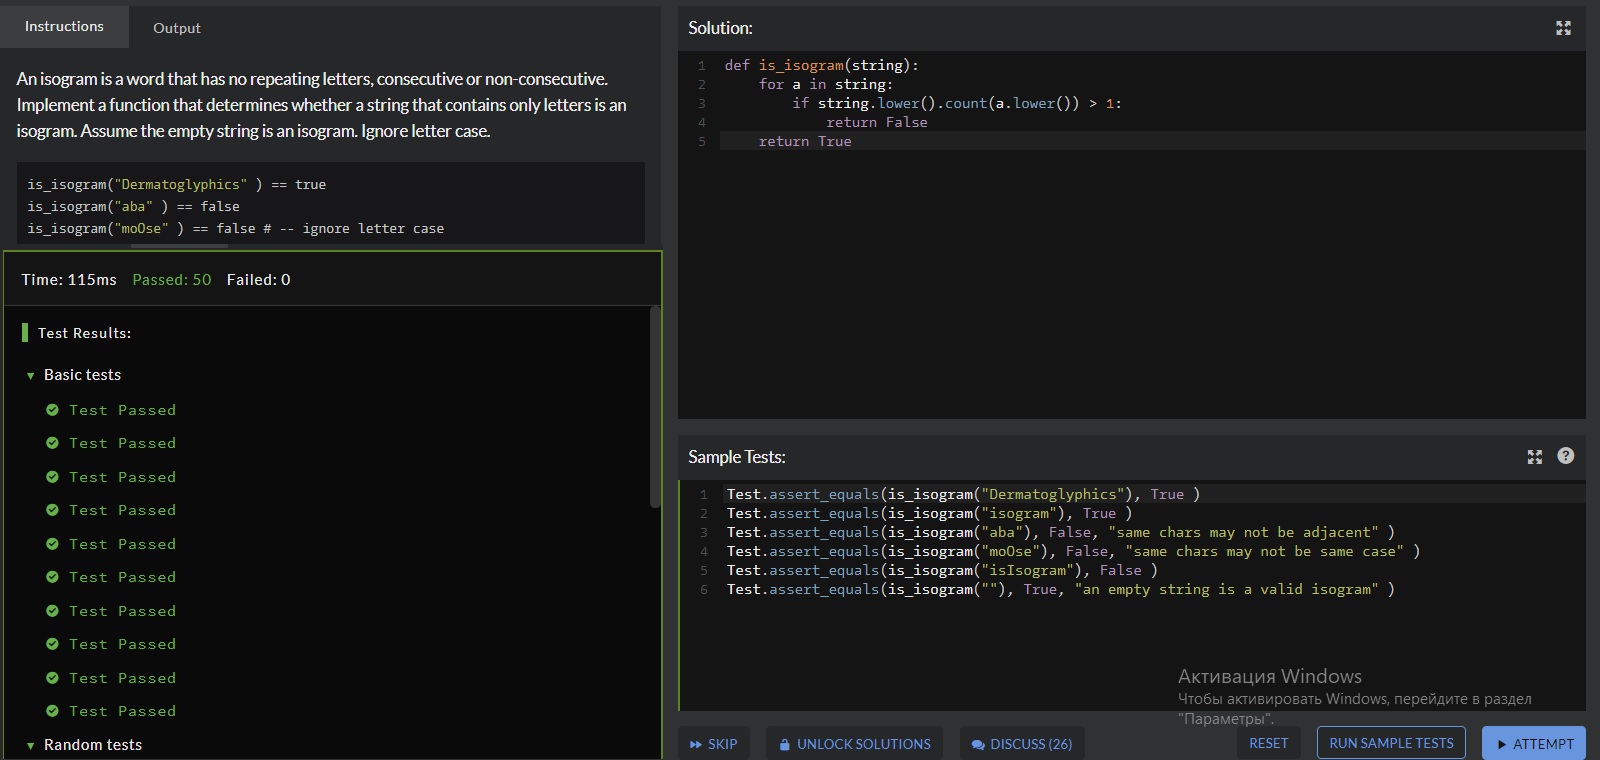 Instructions
Output
An isogram is a word that has no repeating letters, consecutive or non-consecutive.
Implement a function that determines whether a string that contains only letters is an
isogram. Assume the empty string is an isogram. Ignore letter case.
is_isogram("Dermatoglyphics" ) == true
is_isogram("aba" ) == false
is_isogram("moOse" ) == false # -- ignore letter case
Time: 115ms Passed: 50 Failed: 0
Test Results:
Basic tests
Test Passed
Test Passed
Test Passed
Test Passed
Test Passed
Test Passed
Test Passed
Test Passed
Test Passed
Test Passed
Random tests
Solution:
1 def is_isogram(string):
2     for a in string:
3         if string.lower().count(a.lower()) > 1:
4             return False
5     return True
Sample Tests:
1 Test.assert_equals(is_isogram("Dermatoglyphics"), True )
2 Test.assert_equals(is_isogram("isogram"), True )
3 Test.assert_equals(is_isogram("aba"), False, "same chars may not be adjacent" )
4 Test.assert_equals(is_isogram("moOse"), False, "same chars may not be same case" )
5 Test.assert_equals(is_isogram("isIsogram"), False )
6 Test.assert_equals(is_isogram(""), True, "an empty string is a valid isogram" )
Активация Windows
Чтобы активировать Windows, перейдите в раздел
"Параметры".
SKIP
UNLOCK SOLUTIONS
DISCUSS (26)
RESET
RUN SAMPLE TESTS
ATTEMPT